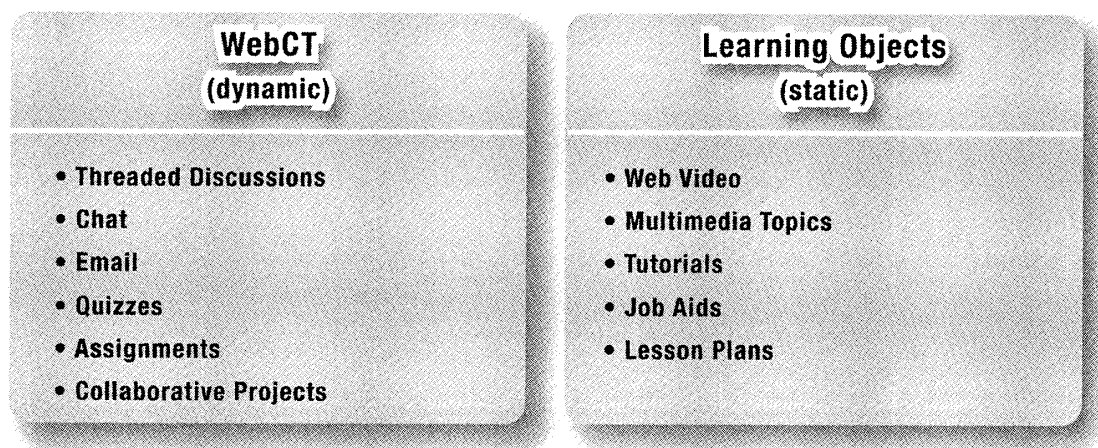 WebCT
(dynamic)
• Threaded Discussions
• Chat
• Email
• Quizzes
• Assignments
• Collaborative Projects
Learning Objects
(static)
• Web Video
• Multimedia Topics
• Tutorials
• Job Aids
• Lesson Plans